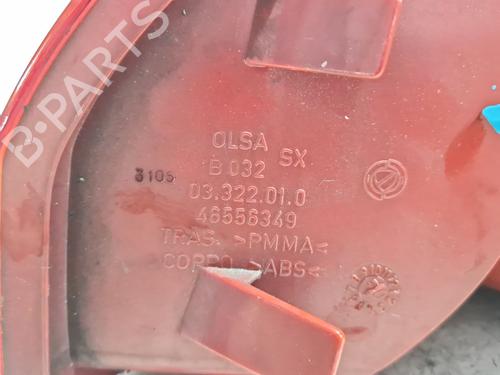 B-PARTS
OLSA SX
B 032
3105
03.322.01.0
46556349
TRAS. >PMMA<
CORPO >ABS<